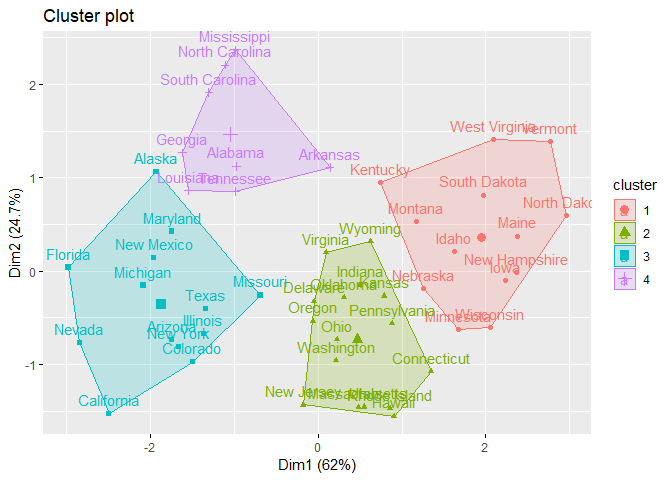 Cluster plot
Mississippi
North Carolina
2
South Carolina
West Virginia Vermont
Georgia
Alabama
Arkansas
Alaska
Louisiana Tennessee
Kentucky
1
South Dakota
North Dako
Maryland
Montana
Maine
Virginia Wyoming
Idaho
New Mexico
Florida
0
Michigan
Indiana
New Hampshire
Iowa
Missouri
Delaware Oklahoma Kansas
Nebraska
Texas
Oregon
Pennsylvania
Minnesota Wisconsin
Nevada
Arizona Illinois
New York
Ohio
Colorado
Washington
Connecticut
-1
California
New Jersey
Rhode Island
Hawaii
-2
0
2
Dim1 (62%)
Dim2 (24.7%)
cluster
1
2
3
4